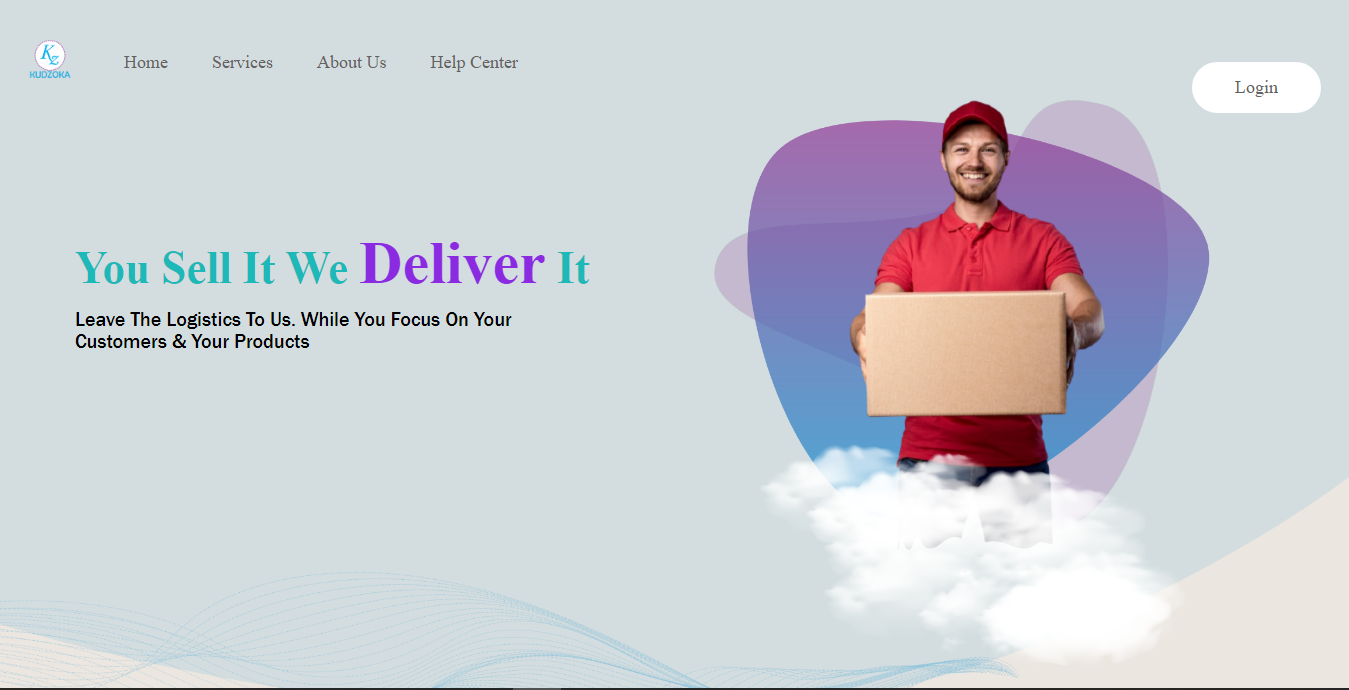 Kz
KUDZOKA
Home Services About Us Help Center
Login
You Sell It We Deliver It
Leave The Logistics To Us. While You Focus On Your
Customers & Your Products